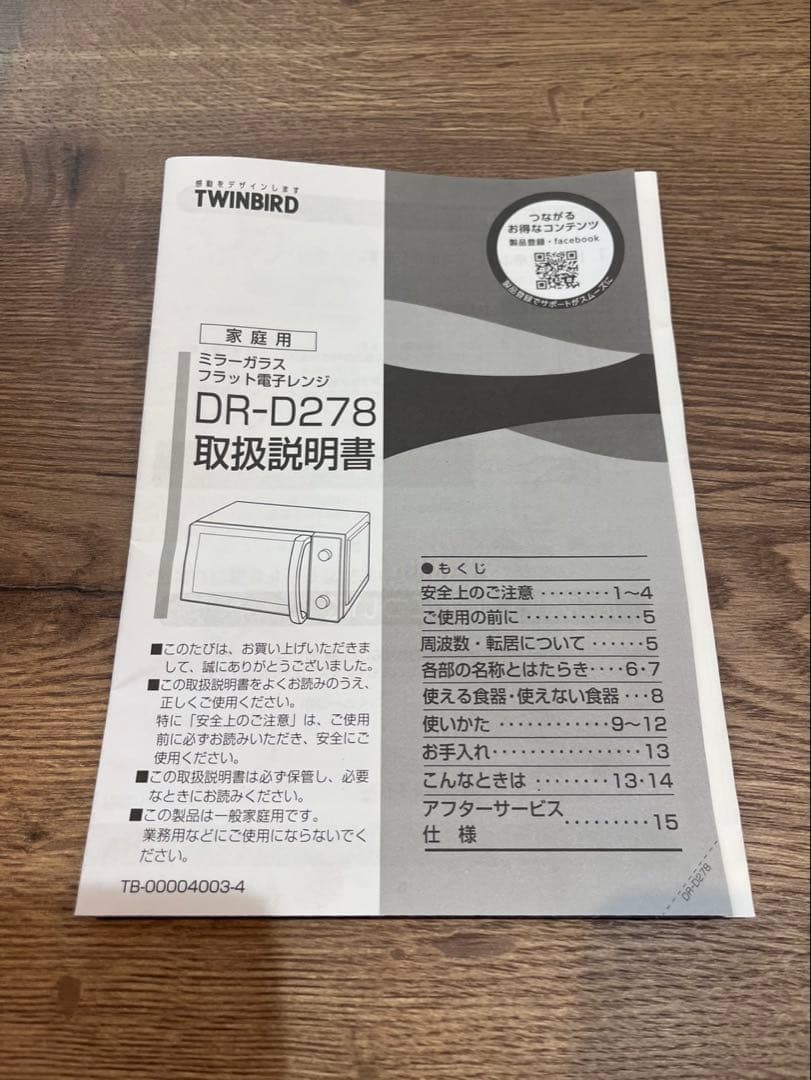 感動をデザインします
TWINBIRD
つながる
お得なコンテンツ
製品登録・facebook
製品登録でサポートがスムーズに
家庭用
ミラーガラス
フラット電子レンジ
DR-D278
取扱説明書
■このたびは、お買い上げいただきま
して、誠にありがとうございました。
■この取扱説明書をよくお読みのうえ、
正しくご使用ください。
特に「安全上のご注意」は、ご使用
前に必ずお読みいただき、安全にご
使用ください。
■この取扱説明書は必ず保管し、必要
なときにお読みください。
■この製品は一般家庭用です。
業務用などにご使用にならないでく
ださい。
TB-00004003-4
●もくじ
安全上のご注意 ········1〜4
ご使用の前に ·············5
周波数・転居について ······5
各部の名称とはたらき····6・7
使える食器・使えない食器 ···8
使いかた ············9〜12
お手入れ················13
こんなときは ········13・14
アフターサービス
仕 様 ·········15
DR-D278